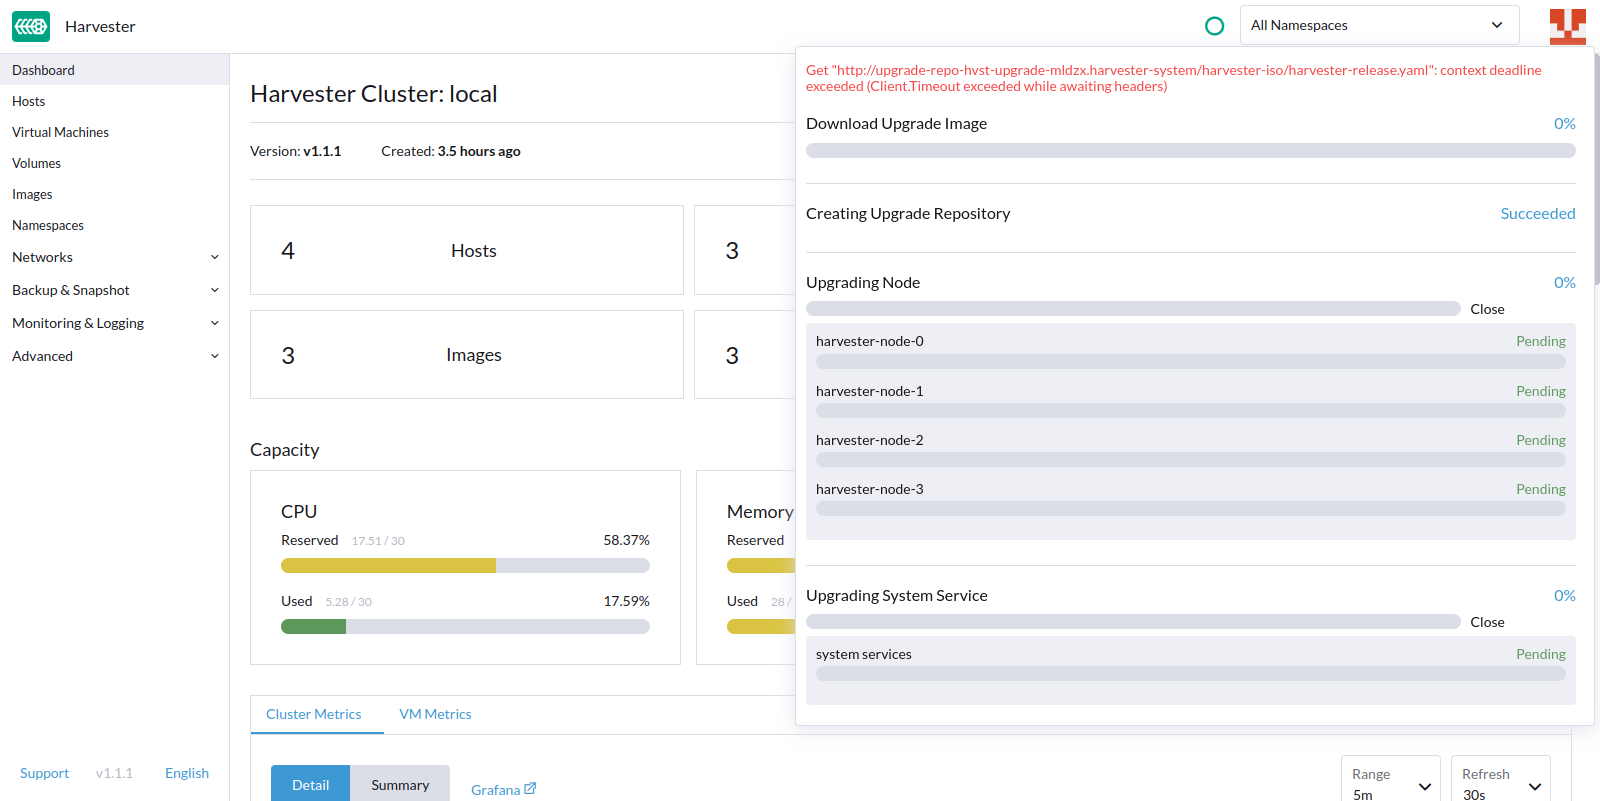 Harvester
All Namespaces
Dashboard
Hosts
Virtual Machines
Volumes
Images
Namespaces
Networks
Backup & Snapshot
Monitoring & Logging
Advanced
Support
v1.1.1
English
Harvester Cluster: local
Version: v1.1.1
Created: 3.5 hours ago
4 Hosts
3
3 Images
3
Capacity
CPU
Reserved 17.51 / 30 58.37%
Used 5.28 / 30 17.59%
Memory
Reserved
Used 28 /
Cluster Metrics
VM Metrics
Detail
Summary
Grafana
Range
5m
Refresh
30s
Get "http://upgrade-repo-hvst-upgrade-mldzx.harvester-system/harvester-iso/harvester-release.yaml": context deadline
exceeded (Client.Timeout exceeded while awaiting headers)
Download Upgrade Image 0%
Creating Upgrade Repository Succeeded
Upgrading Node 0%
Close
harvester-node-0 Pending
harvester-node-1 Pending
harvester-node-2 Pending
harvester-node-3 Pending
Upgrading System Service 0%
Close
system services Pending